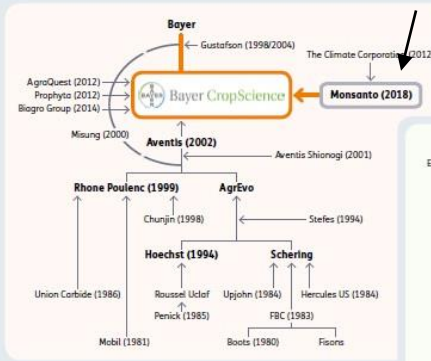 Bayer
Gustafson (1998/2004)
The Climate Corporation (2012
AgraQuest (2012)
Prophyta (2012)
Biagro Group (2014)
BAYER
Bayer CropScience
Monsanto (2018)
Misung (2000)
Aventis (2002)
Aventis Shionogi (2001)
Rhone Poulenc (1999)
AgrEvo
Chunjin (1998)
Stefes (1994)
Hoechst (1994)
Schering
Union Carbide (1986)
Roussel Uclaf
Upjohn (1984)
Hercules US (1984)
Penick (1985)
FBC (1983)
Mobil (1981)
Boots (1980)
Fisons
E